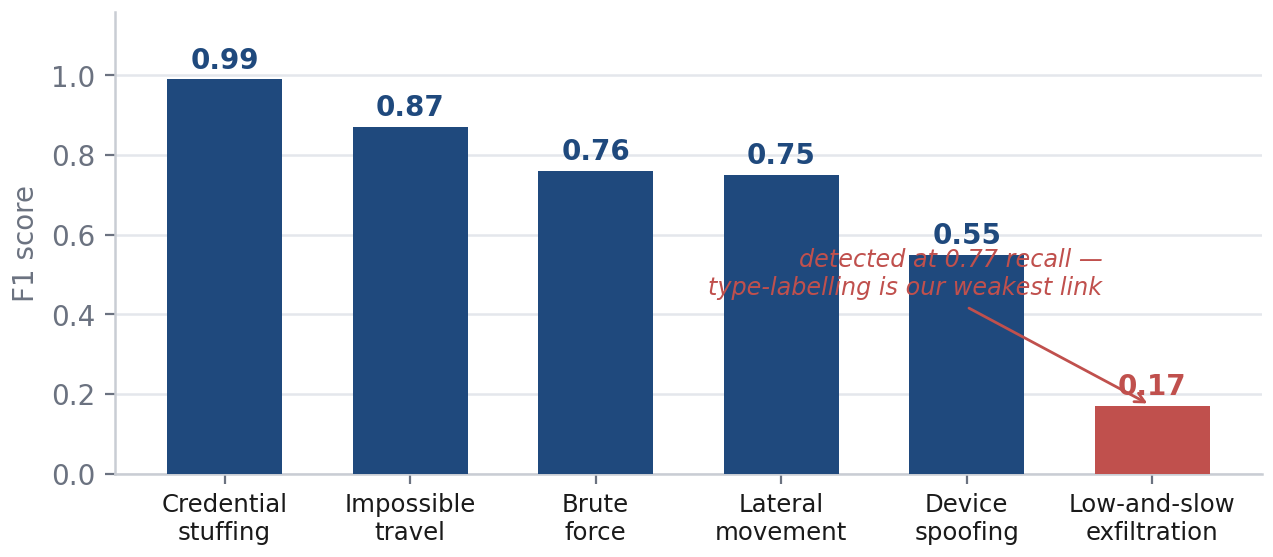 0.99
1.0
0.87
0.8
0.76
0.75
0.6
0.55
detected at 0.77 recall —
type-labelling is our weakest link
0.4
0.2
0.17
0.0
F1 score
Credential
stuffing
Impossible
travel
Brute
force
Lateral
movement
Device
spoofing
Low-and-slow
exfiltration